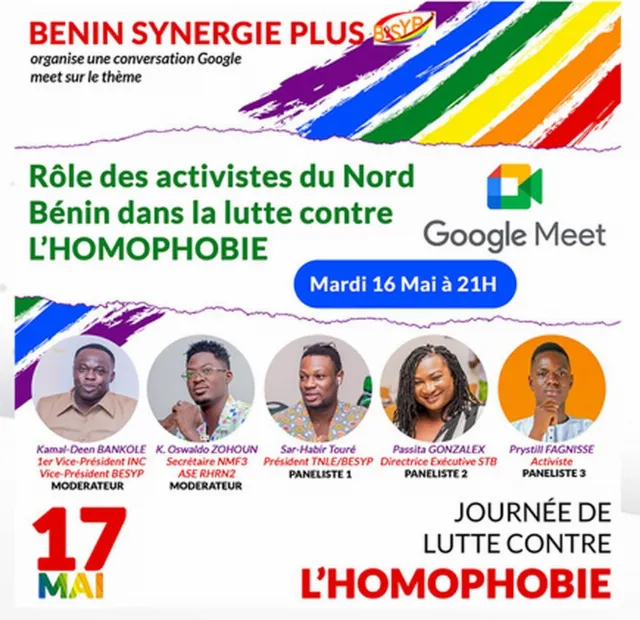 BENIN SYNERGIE PLUS
BéSYP
organise une conversation Google
meet sur le thème
Rôle des activistes du Nord
Bénin dans la lutte contre
L'HOMOPHOBIE
Google Meet
Mardi 16 Mai à 21H
Kamal-Deen BANKOLE
1er Vice-Président INC
Vice-Président BESYP
MODERATEUR
K. Oswaldo ZOHOUN
Secrétaire NMF3
ASE RHRN2
MODERATEUR
Sar-Habir Touré
Président TNLE/BESYP
PANELISTE 1
Passita GONZALEX
Directrice Exécutive STB
PANELISTE 2
Prystill FAGNISSE
Activiste
PANELISTE 3
17
MAI
JOURNÉE DE
LUTTE CONTRE
L'HOMOPHOBIE